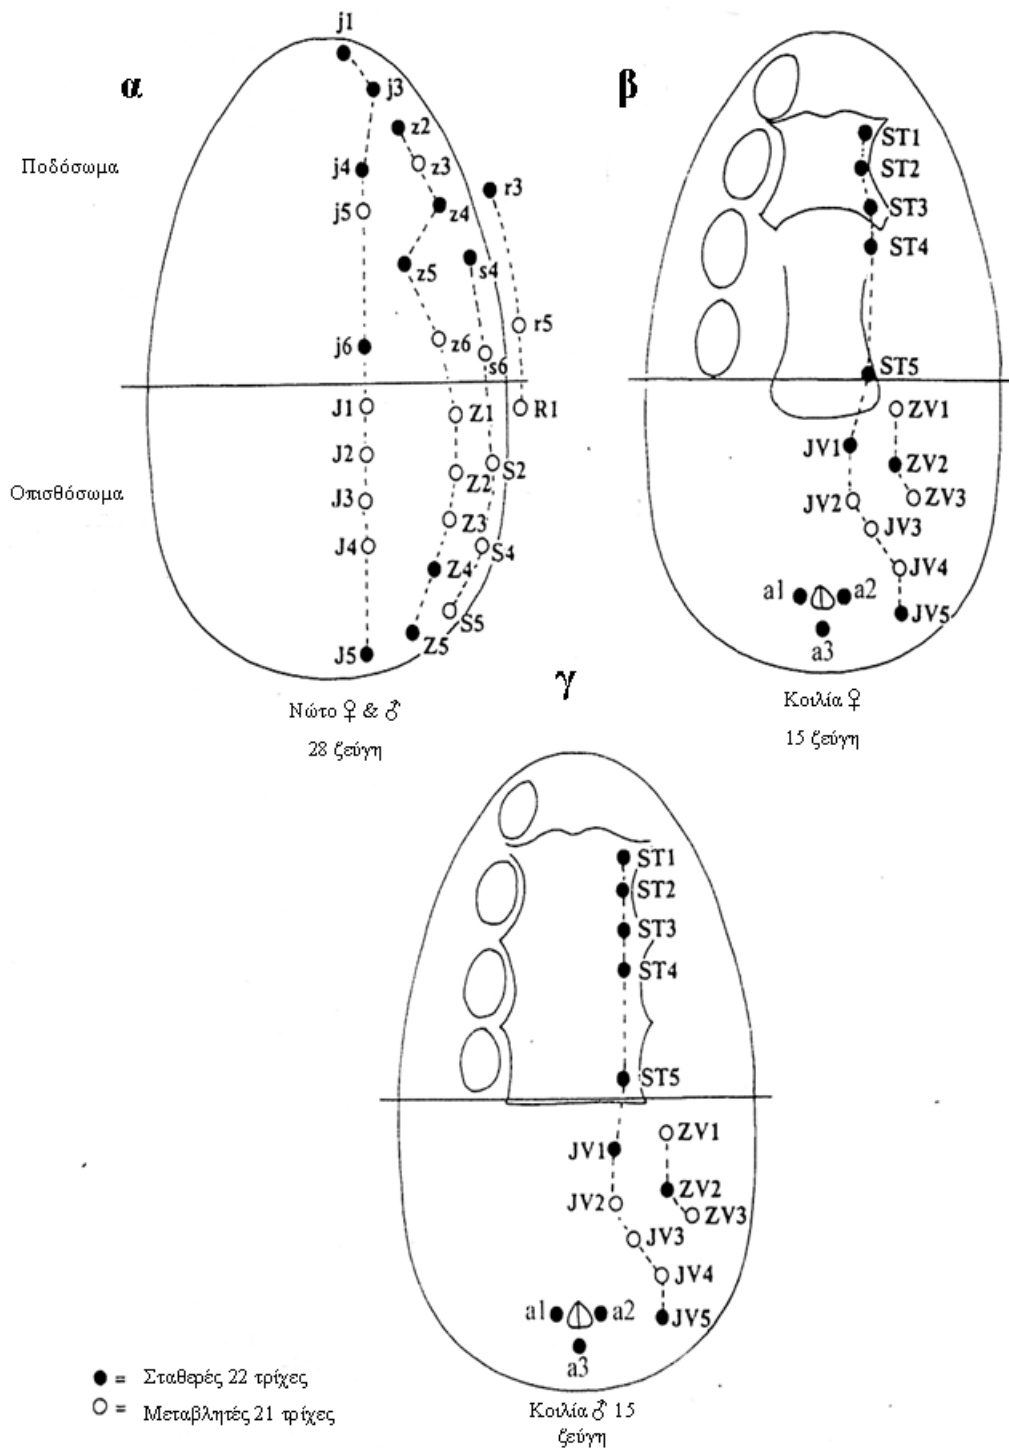 α
j1
j3
z2
z3
j4
j5
z4
r3
z5
s4
j6
z6
r5
s6
J1
Z1
R1
J2
Z2
S2
J3
Z3
J4
S4
Z4
S5
Z5
J5
Ποδόσωμα
Οπισθόσωμα
Νώτο ♀ & ♂
28 ζεύγη
β
ST1
ST2
ST3
ST4
ST5
ZV1
JV1
ZV2
JV2
ZV3
JV3
JV4
a1
a2
JV5
a3
Κοιλία ♀
15 ζεύγη
γ
ST1
ST2
ST3
ST4
ST5
ZV1
JV1
ZV2
JV2
ZV3
JV3
JV4
a1
a2
JV5
a3
Κοιλία ♂ 15
ζεύγη
= Σταθερές 22 τρίχες
= Μεταβλητές 21 τρίχες